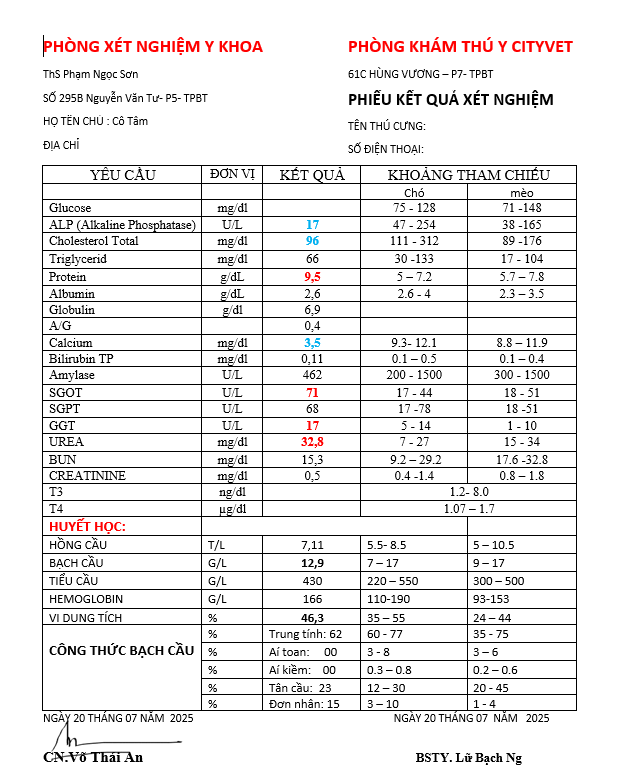 PHÒNG XÉT NGHIỆM Y KHOA PHÒNG KHÁM THÚ Y CITYVET
ThS Phạm Ngọc Sơn 61C HÙNG VƯƠNG – P7- TPBT
SỐ 295B Nguyễn Văn Tư- P5- TPBT PHIẾU KẾT QUẢ XÉT NGHIỆM
HỌ TÊN CHỦ : Cô Tâm TÊN THÚ CƯNG:
ĐỊA CHỈ SỐ ĐIỆN THOẠI:
YÊU CẦU ĐƠN VỊ KẾT QUẢ KHOẢNG THAM CHIẾU
Chó mèo
Glucose mg/dl 75 - 128 71 -148
ALP (Alkaline Phosphatase) U/L 17 47 - 254 38 -165
Cholesterol Total mg/dl 96 111 - 312 89 -176
Triglycerid mg/dl 66 30 -133 17 - 104
Protein g/dL 9,5 5 – 7.2 5.7 – 7.8
Albumin g/dL 2,6 2.6 - 4 2.3 – 3.5
Globulin g/dl 6,9
A/G 0,4
Calcium mg/dl 3,5 9.3- 12.1 8.8 – 11.9
Bilirubin TP mg/dl 0,11 0.1 – 0.5 0.1 – 0.4
Amylase U/L 462 200 - 1500 300 - 1500
SGOT U/L 71 17 - 44 18 - 51
SGPT U/L 68 17 -78 18 -51
GGT U/L 17 5 - 14 1 - 10
UREA mg/dl 32,8 7 - 27 15 - 34
BUN mg/dl 15,3 9.2 – 29.2 17.6 -32.8
CREATININE mg/dl 0,5 0.4 -1.4 0.8 – 1.8
T3 ng/dl 1.2- 8.0
T4 µg/dl 1.07 – 1.7
HUYẾT HỌC:
HỒNG CẦU T/L 7,11 5.5- 8.5 5 – 10.5
BẠCH CẦU G/L 12,9 7 – 17 9 – 17
TIỂU CẦU G/L 430 220 – 550 300 – 500
HEMOGLOBIN G/L 166 110-190 93-153
VI DUNG TÍCH % 46,3 35 – 55 24 – 44
CÔNG THỨC BẠCH CẦU % Trung tính: 62 60 - 77 35 - 75
% Aí toan: 00 3 - 8 3 – 6
% Aí kiềm: 00 0.3 – 0.8 0.2 – 0.6
% Tân cầu: 23 12 – 30 20 - 45
% Đơn nhân: 15 3 – 10 1 - 4
NGÀY 20 THÁNG 07 NĂM 2025 NGÀY 20 THÁNG 07 NĂM 2025
CN.Võ Thái An BSTY. Lữ Bạch Ng